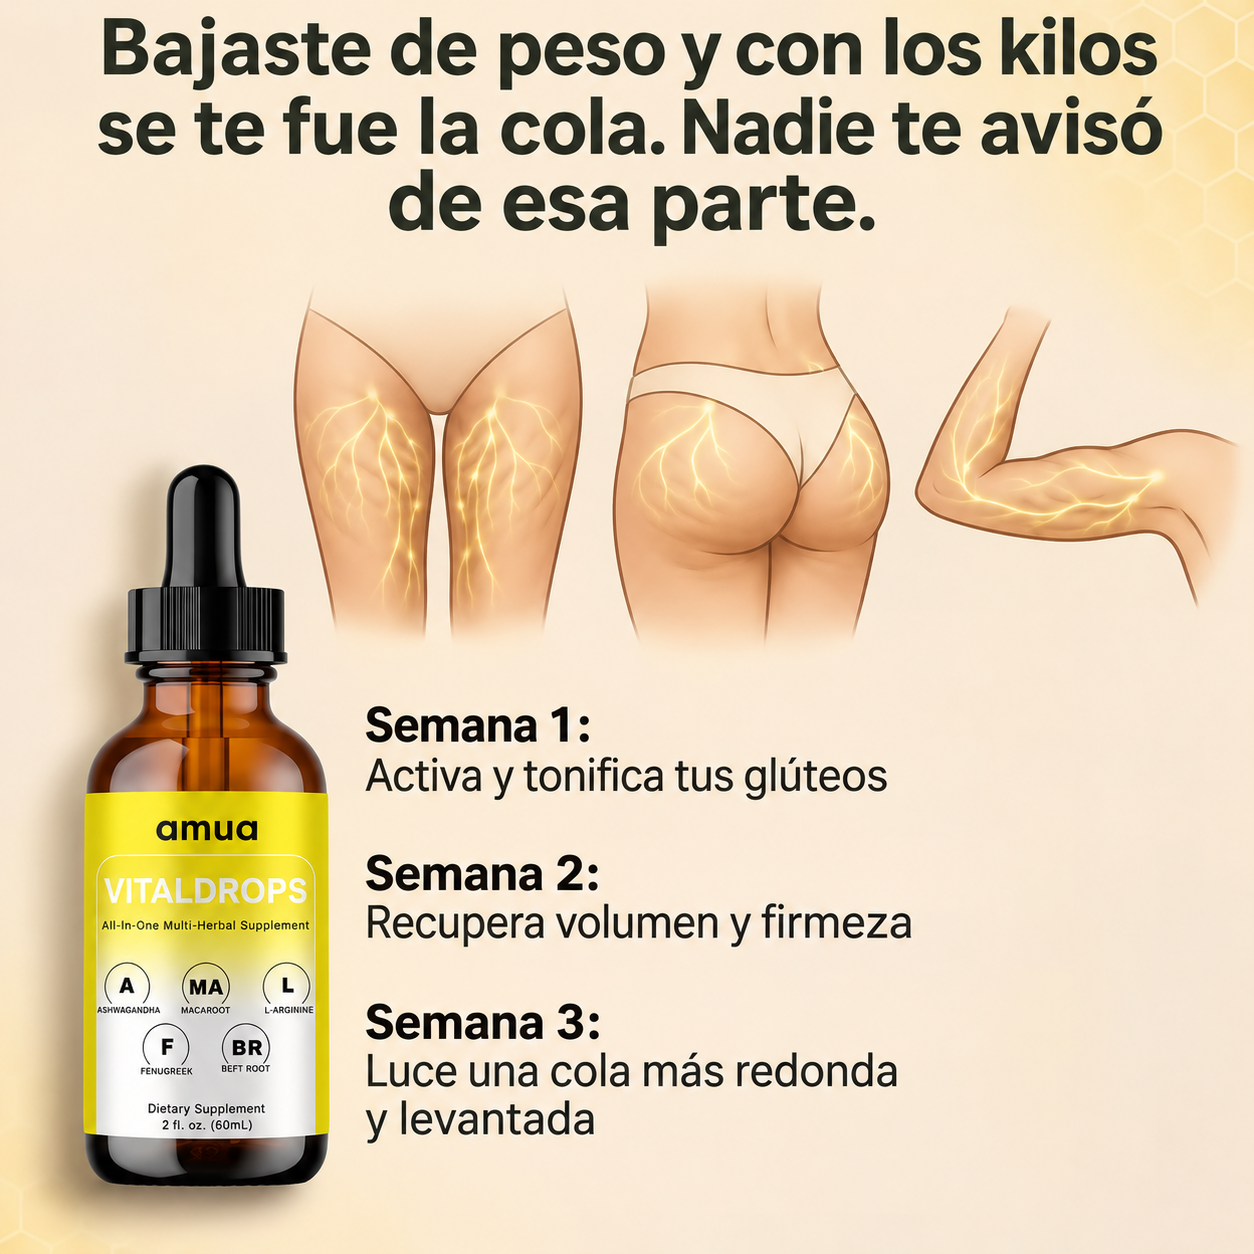 Bajaste de peso y con los kilos
se te fue la cola. Nadie te avisó
de esa parte.
Semana 1:
Activa y tonifica tus glúteos
Semana 2:
Recupera volumen y firmeza
Semana 3:
Luce una cola más redonda
y levantada
amua
VITALDROPS
All-In-One Multi-Herbal Supplement
A MA L
ASHWAGANDHA MACAROOT L-ARGININE
F BR
FENUGREEK BEFT ROOT
Dietary Supplement
2 fl. oz. (60mL)